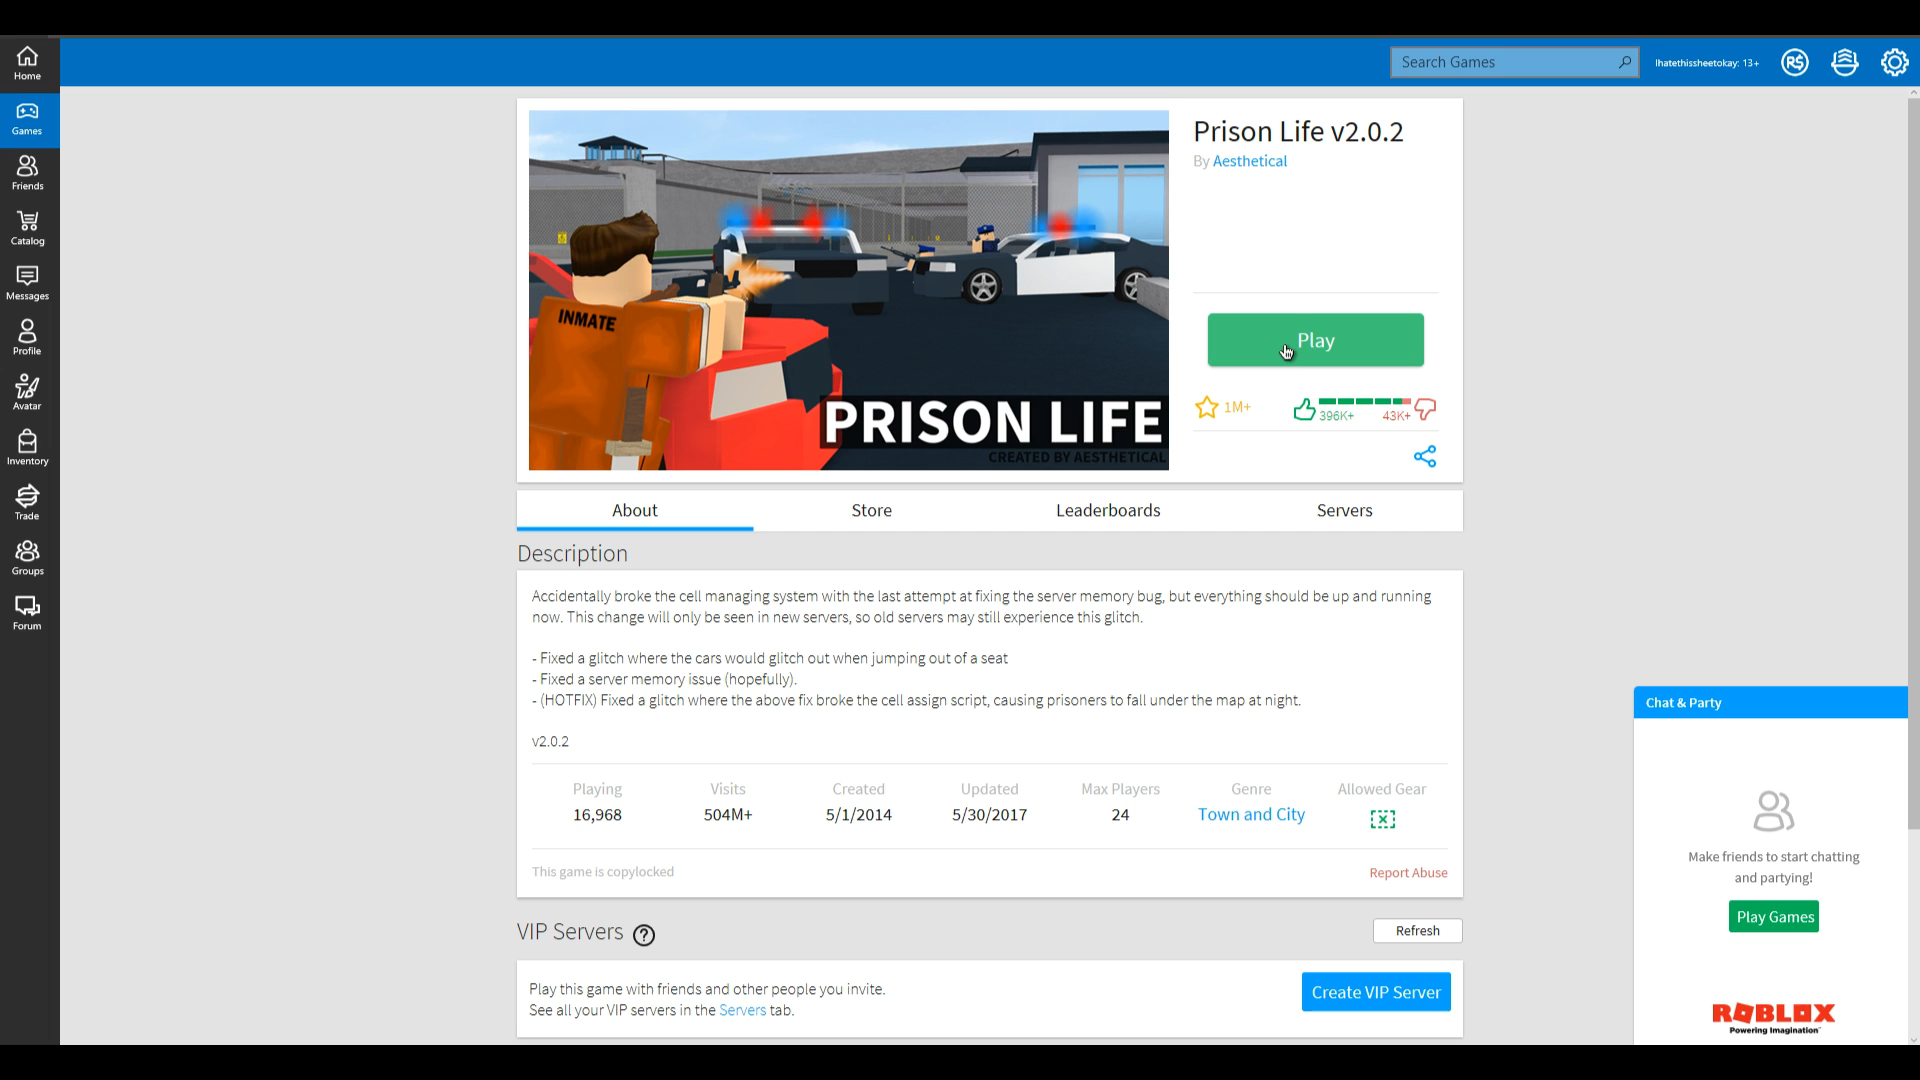 Home
Games
Friends
Catalog
Messages
Profile
Avatar
Inventory
Trade
Groups
Forum
Search Games
Ihatethissheetokay: 13+
R$
INMATE
PRISON LIFE
CREATED BY AESTHETICAL
Prison Life v2.0.2
By Aesthetical
Play
1M+
396K+
43K+
About
Store
Leaderboards
Servers
Description
Accidentally broke the cell managing system with the last attempt at fixing the server memory bug, but everything should be up and running
now. This change will only be seen in new servers, so old servers may still experience this glitch.
- Fixed a glitch where the cars would glitch out when jumping out of a seat
- Fixed a server memory issue (hopefully).
- (HOTFIX) Fixed a glitch where the above fix broke the cell assign script, causing prisoners to fall under the map at night.
v2.0.2
Playing
Visits
Created
Updated
Max Players
Genre
Allowed Gear
16,968
504M+
5/1/2014
5/30/2017
24
Town and City
This game is copylocked
Report Abuse
VIP Servers ?
Refresh
Play this game with friends and other people you invite.
See all your VIP servers in the Servers tab.
Create VIP Server
Chat & Party
Make friends to start chatting
and partying!
Play Games
ROBLOX
Powering Imagination™